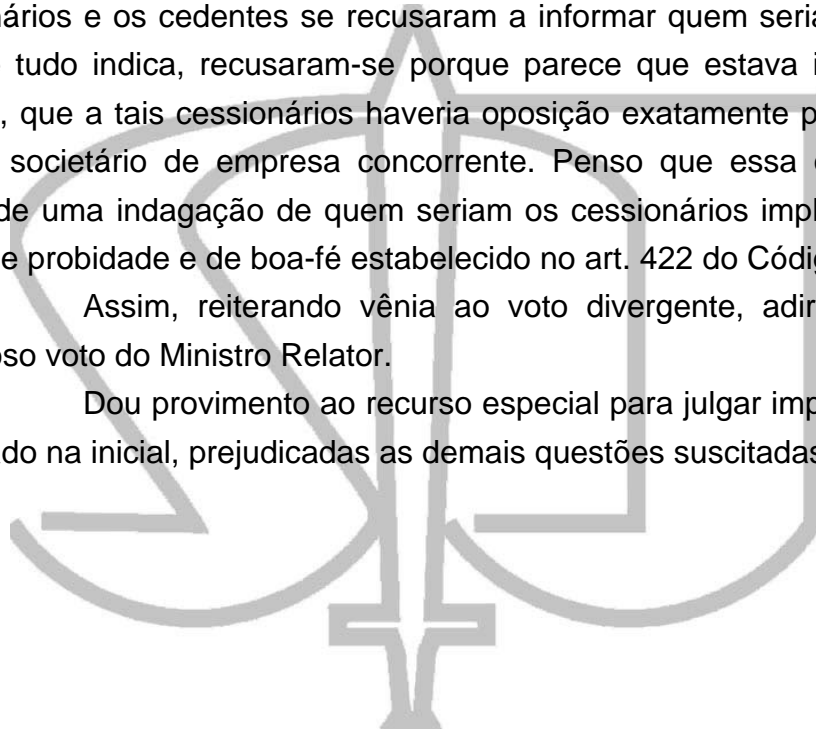 nários e os cedentes se recusaram a informar quem seria
tudo indica, recusaram-se porque parece que estava i
, que a tais cessionários haveria oposição exatamente p
societário de empresa concorrente. Penso que essa
de uma indagação de quem seriam os cessionários impl
e probidade e de boa-fé estabelecido no art. 422 do Códi
Assim, reiterando vênia ao voto divergente, adir
oso voto do Ministro Relator.
Dou provimento ao recurso especial para julgar imp
do na inicial, prejudicadas as demais questões suscitadas